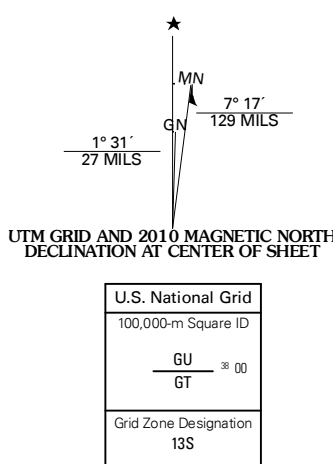 ★
MN
7° 17´
129 MILS
GN
1° 31´
27 MILS
UTM GRID AND 2010 MAGNETIC NORTH
DECLINATION AT CENTER OF SHEET
U.S. National Grid
100,000-m Square ID
GU
38 00
GT
Grid Zone Designation
13S